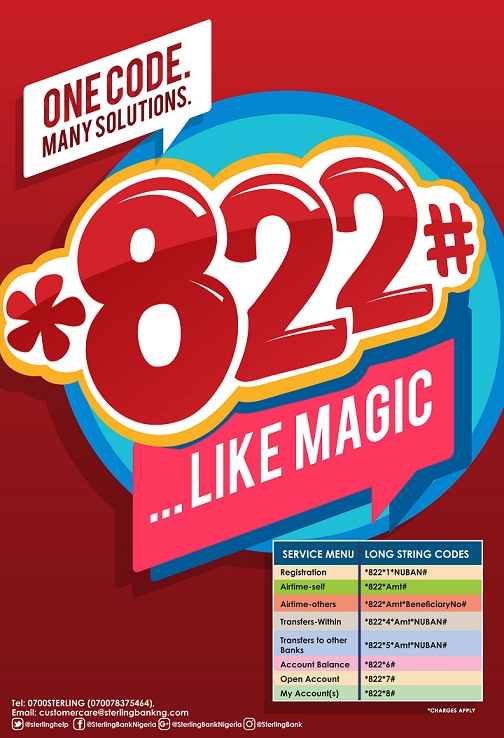 ONE CODE.
MANY SOLUTIONS.
*822#
...LIKE MAGIC
SERVICE MENU LONG STRING CODES
Registration *822*1*NUBAN#
Airtime-self *822*Amt#
Airtime-others *822*Amt*BeneficiaryNo#
Transfers-Within *822*4*Amt*NUBAN#
Transfers to other
Banks *822*5*Amt*NUBAN#
Account Balance *822*6#
Open Account *822*7#
My Account(s) *822*8#
*CHARGES APPLY
Tel: 0700STERLING (070078375464),
Email: customercare@sterlingbankng.com
@sterlinghelp @SterlingBankNigeria @SterlingBankNigeria @SterlingBank